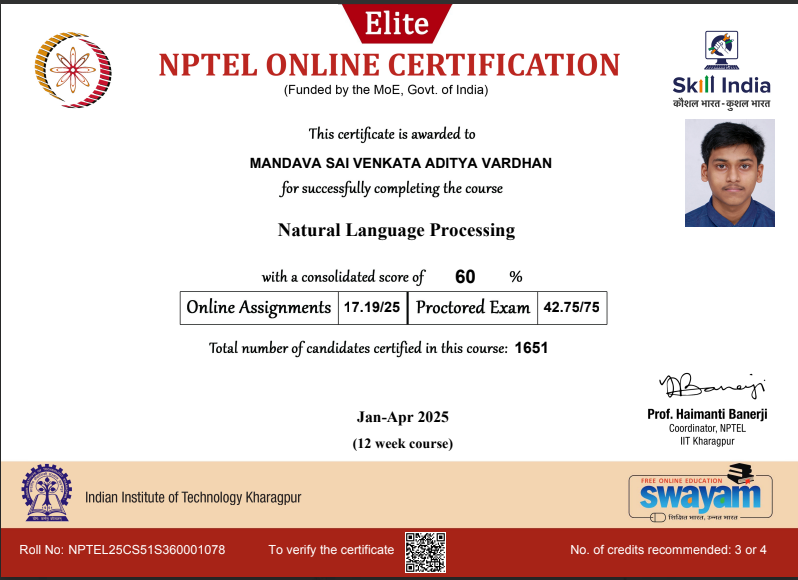 Elite
NPTEL ONLINE CERTIFICATION
(Funded by the MoE, Govt. of India)
Skill India
कौशल भारत - कुशल भारत
This certificate is awarded to
MANDAVA SAI VENKATA ADITYA VARDHAN
for successfully completing the course
Natural Language Processing
with a consolidated score of 60 %
Online Assignments 17.19/25 Proctored Exam 42.75/75
Total number of candidates certified in this course: 1651
Jan-Apr 2025
(12 week course)
Banerji
Prof. Haimanti Banerji
Coordinator, NPTEL
IIT Kharagpur
Indian Institute of Technology Kharagpur
FREE ONLINE EDUCATION
swayam
शिक्षित भारत, उन्नत भारत
Roll No: NPTEL25CS51S360001078
To verify the certificate
No. of credits recommended: 3 or 4